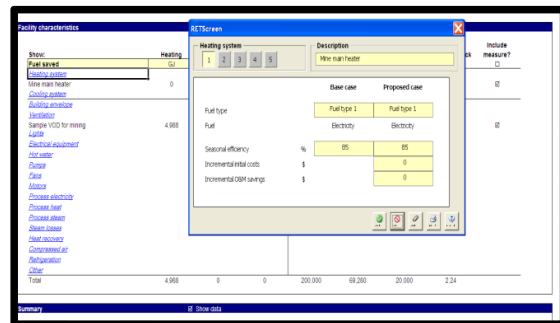 Facility characteristics
RETScreen
Heating system
Description
1 2 3 4 5
Mine main heater
Include
Show: Heating measure?
Fuel saved GJ
Heating system
Mine main heater 0
Cooling system
Building envelope
Ventilation
Sample VOD for mining 4,968
Lights
Electrical equipment
Hot water
Pumps
Fans
Motors
Process electricity
Process heat
Process steam
Steam losses
Heat recovery
Compressed air
Refrigeration
Other
Total 4,968 0 0 200,000 69,260 20,000 2.24
Base case Proposed case
Fuel type Fuel type 1 Fuel type 1
Fuel Electricity Electricity
Seasonal efficiency % 85 85
Incremental initial costs $ 0
Incremental O&M savings $ 0
Summary Show data